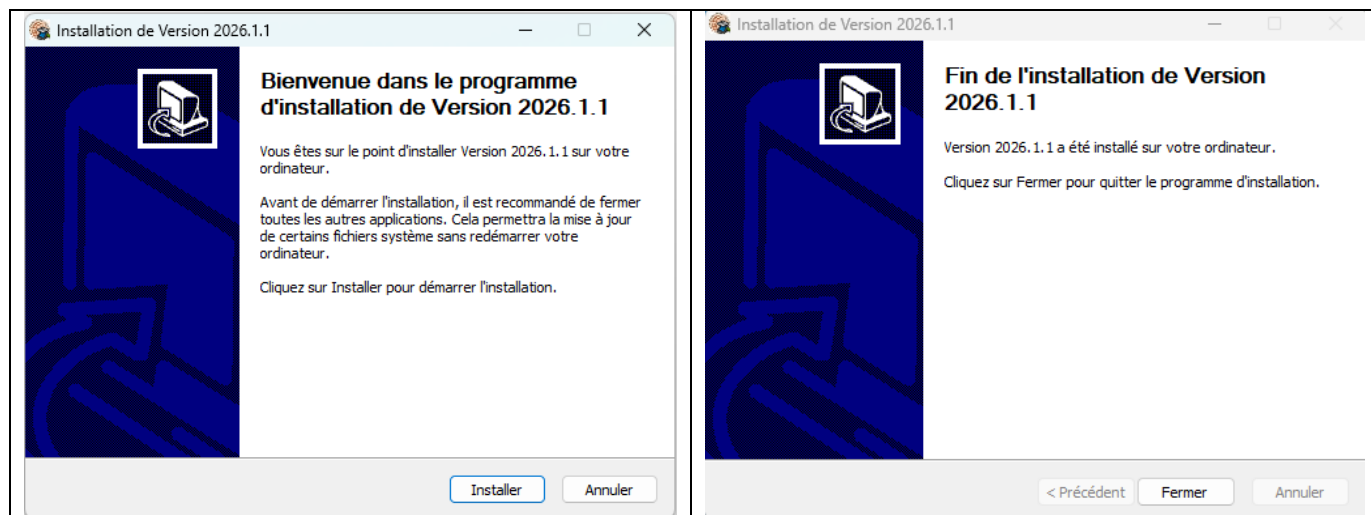 Installation de Version 2026.1.1
Bienvenue dans le programme
d'installation de Version 2026.1.1
Vous êtes sur le point d'installer Version 2026.1.1 sur votre
ordinateur.
Avant de démarrer l'installation, il est recommandé de fermer
toutes les autres applications. Cela permettra la mise à jour
de certains fichiers système sans redémarrer votre
ordinateur.
Cliquez sur Installer pour démarrer l'installation.
Installer
Annuler
Installation de Version 2026.1.1
Fin de l'installation de Version
2026.1.1
Version 2026.1.1 a été installé sur votre ordinateur.
Cliquez sur Fermer pour quitter le programme d'installation.
< Précédent
Fermer
Annuler